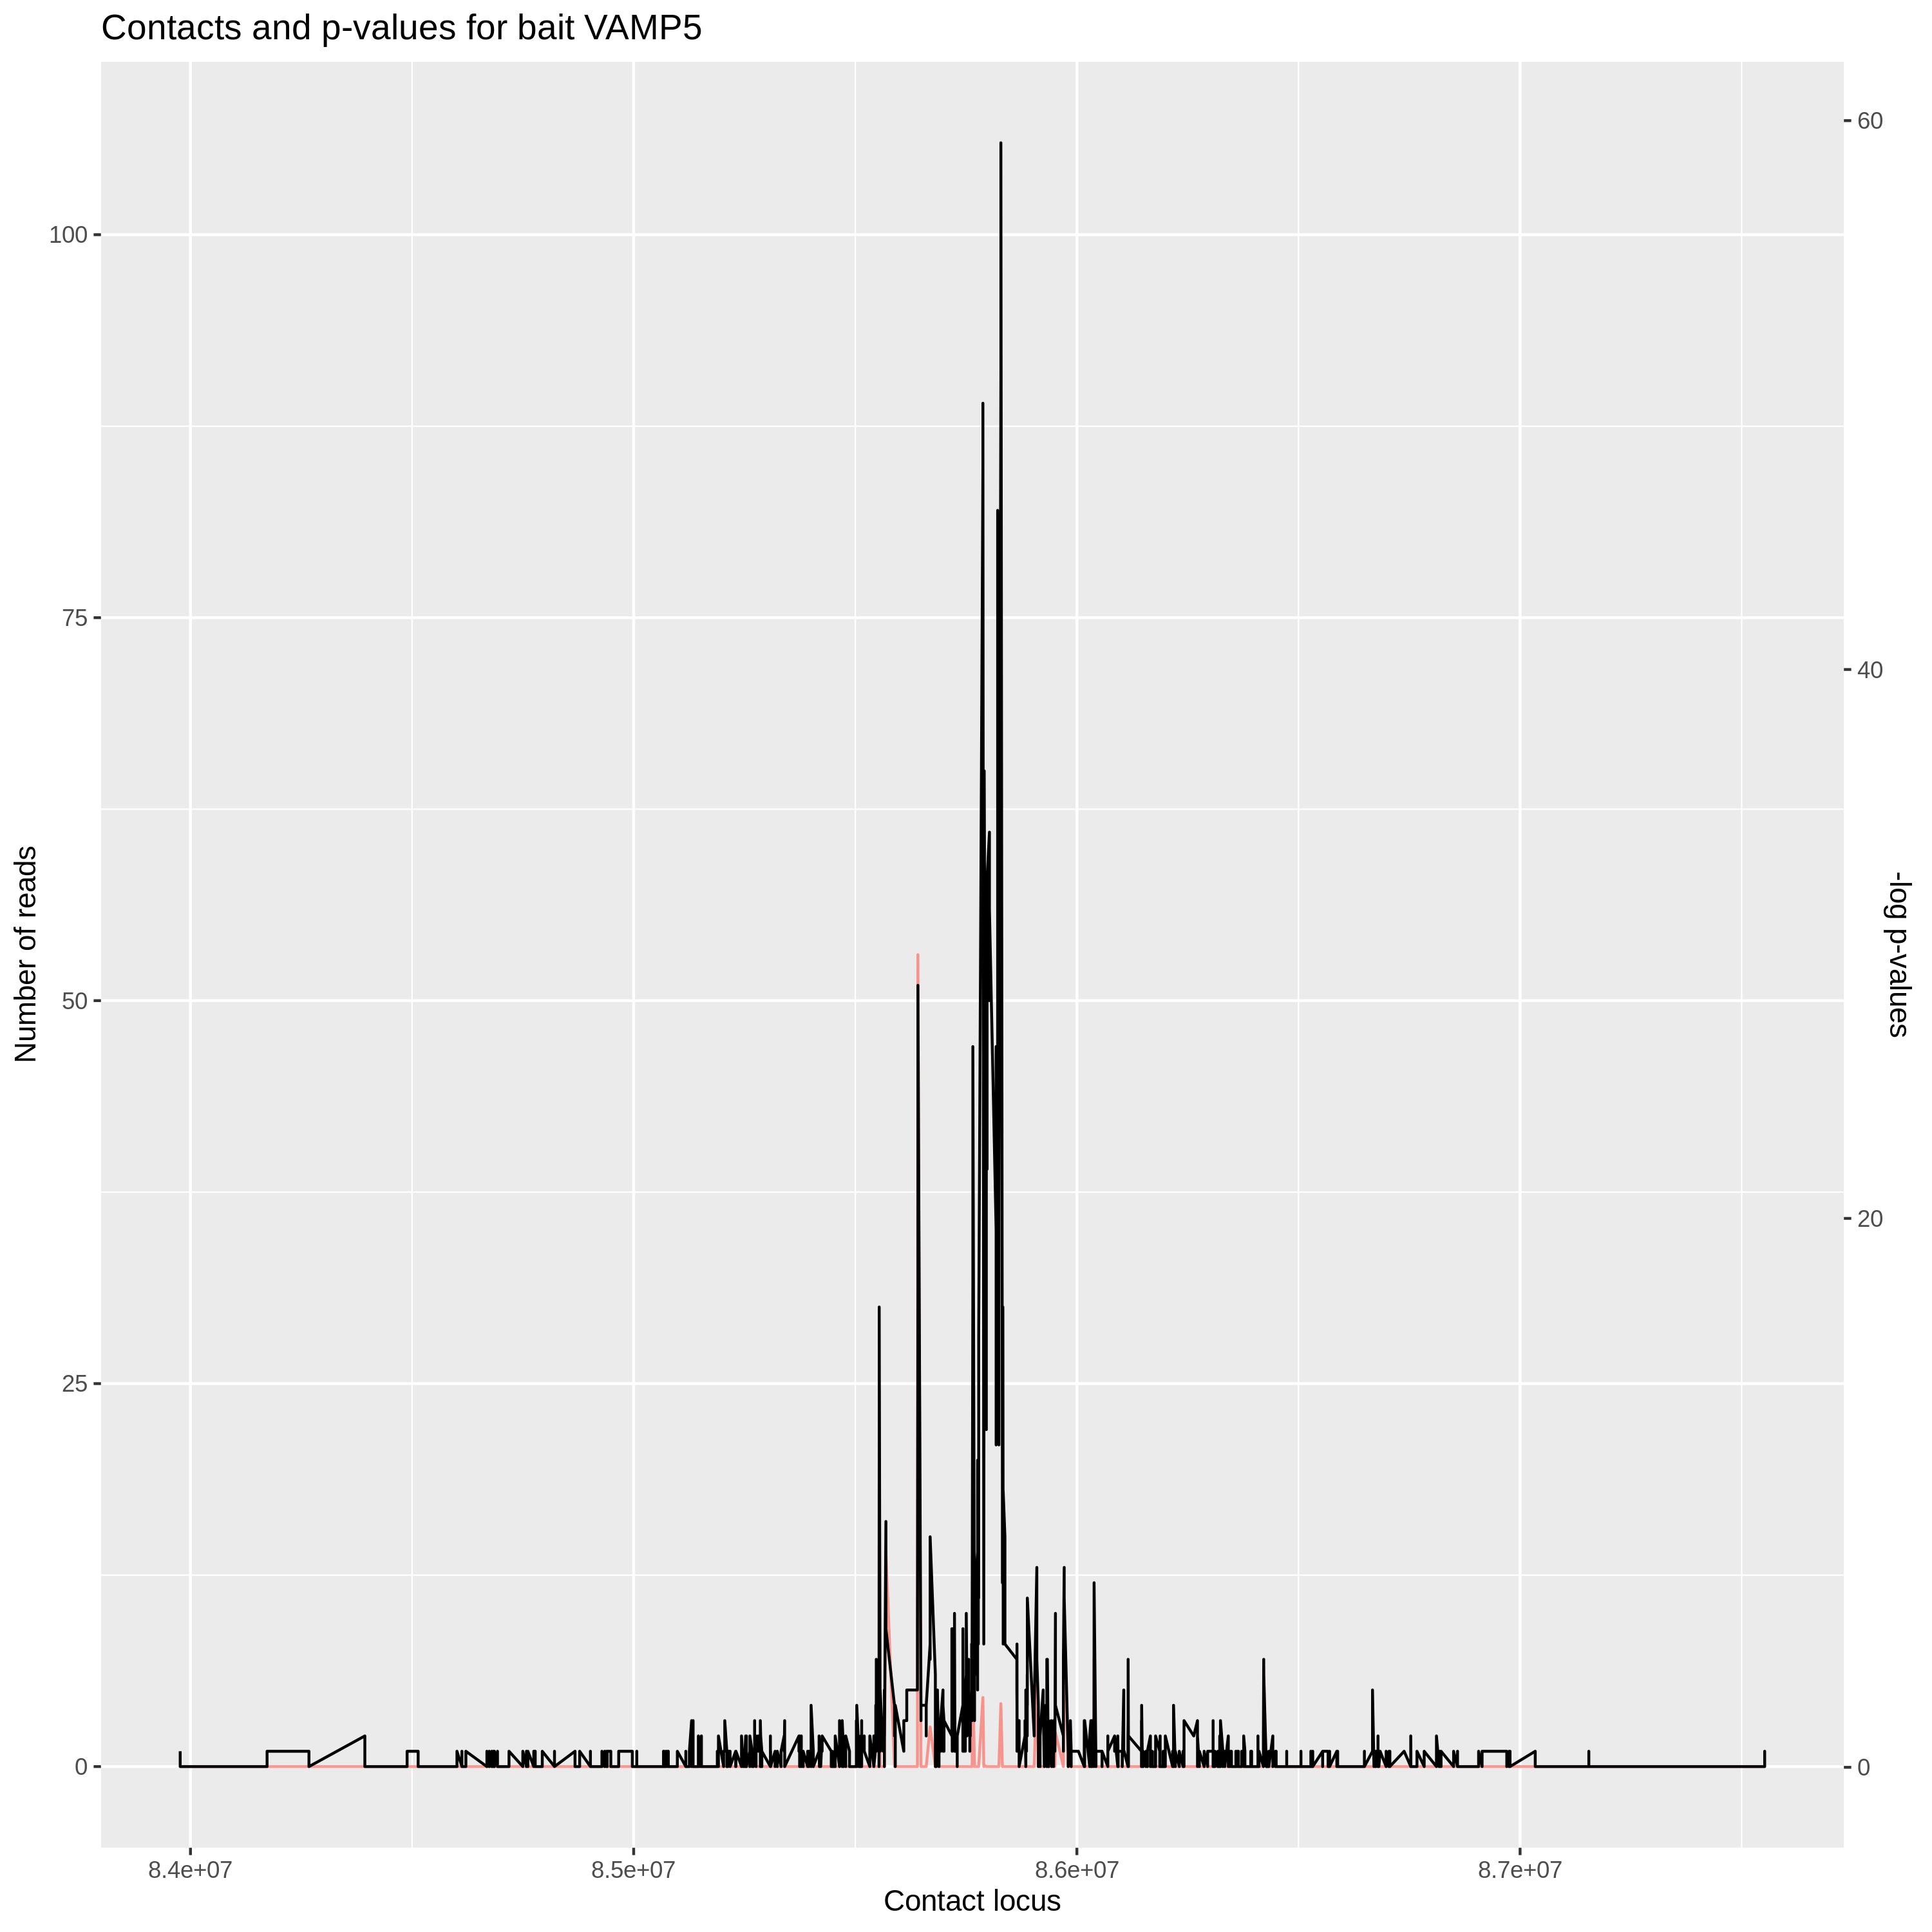 Contacts and p-values for bait VAMP5
Number of reads
100
75
50
25
0
60
40
20
0
-log p-values
8.4e+07
8.5e+07
8.6e+07
8.7e+07
Contact locus